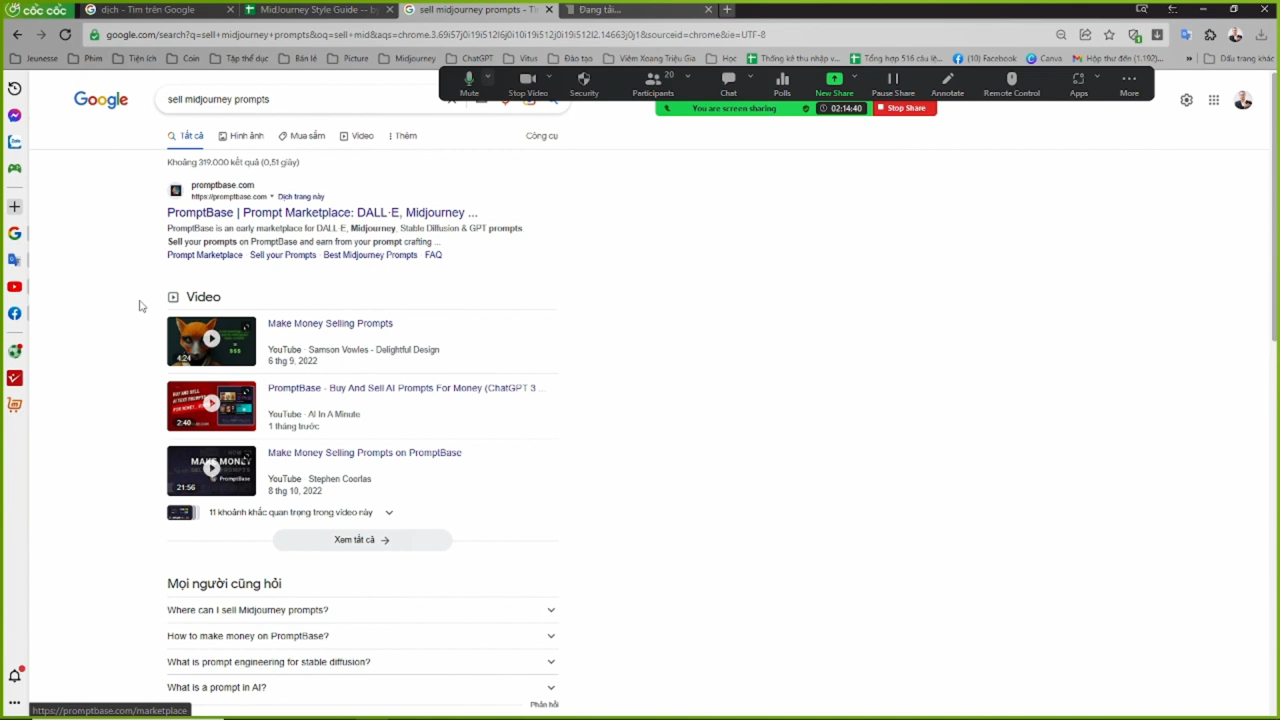 cốc cốc
dịch - Tìm trên Google
MidJourney Style Guide -- by
sell midjourney prompts - Tìm
Đang tải...
google.com/search?q=sell+midjourney+prompts&oq=sell+mid&aqs=chrome.3.69i57j0i19i512l6j0i10i19i512j0i19i512l2.14663j0j1&sourceid=chrome&ie=UTF-8
Jeunesse
Phim
Tiện ích
Coin
Tập thể dục
Bán lẻ
Picture
Midjourney
ChatGPT
Vitus
Đào tạo
Viêm Xoang Triệu Gia
Học
Thống kê thu nhập v...
Tổng hợp 516 câu lệ...
(10) Facebook
Canva
Hộp thư đến (1.192)...
Dấu trang khác
Mute
Stop Video
Security
20
Participants
Chat
Polls
New Share
Pause Share
Annotate
Remote Control
Apps
More
You are screen sharing
02:14:40
Stop Share
Google
sell midjourney prompts
Tất cả
Hình ảnh
Mua sắm
Video
Thêm
Công cụ
Khoảng 319.000 kết quả (0,51 giây)
promptbase.com
https://promptbase.com
Dịch trang này
PromptBase | Prompt Marketplace: DALL·E, Midjourney ...
PromptBase is an early marketplace for DALL·E, Midjourney, Stable Diffusion & GPT prompts.
Sell your prompts on PromptBase and earn from your prompt crafting ...
Prompt Marketplace
Sell your Prompts
Best Midjourney Prompts
FAQ
Video
Make Money Selling Prompts
4:24
YouTube · Samson Vowles - Delightful Design
6 thg 9, 2022
PromptBase - Buy And Sell AI Prompts For Money (ChatGPT 3 ...
2:40
YouTube · AI In A Minute
1 tháng trước
Make Money Selling Prompts on PromptBase
MAKE MONEY
PromptBase
21:56
YouTube · Stephen Coorlas
8 thg 10, 2022
11 khoảnh khắc quan trọng trong video này
Xem tất cả
Mọi người cũng hỏi
Where can I sell Midjourney prompts?
How to make money on PromptBase?
What is prompt engineering for stable diffusion?
What is a prompt in AI?
Phản hồi
https://promptbase.com/marketplace